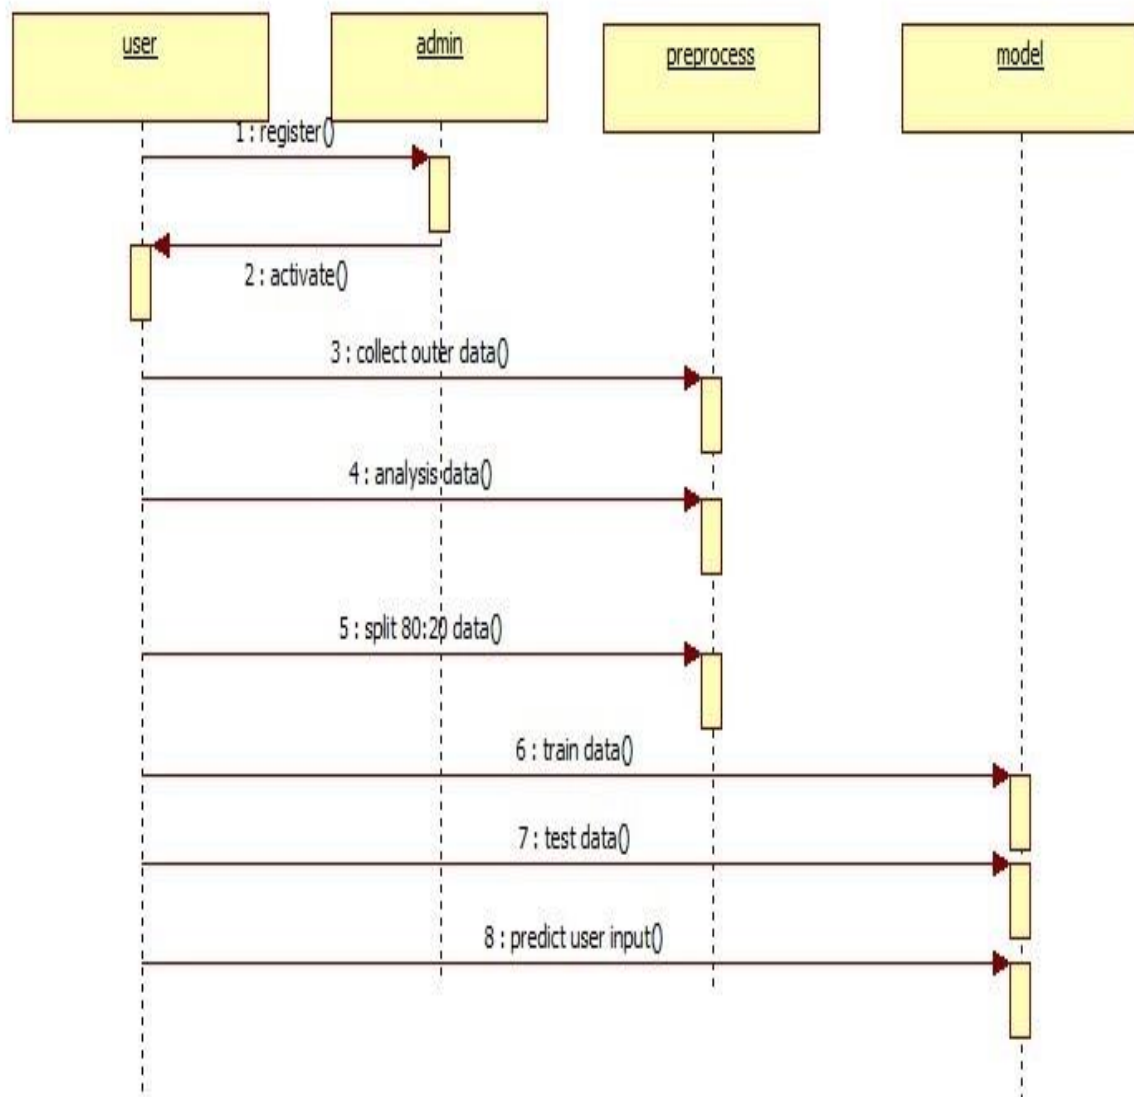 user
admin
preprocess
model
1 : register()
2 : activate()
3 : collect outer data()
4 : analysis data()
5 : split 80:20 data()
6 : train data()
7 : test data()
8 : predict user input()